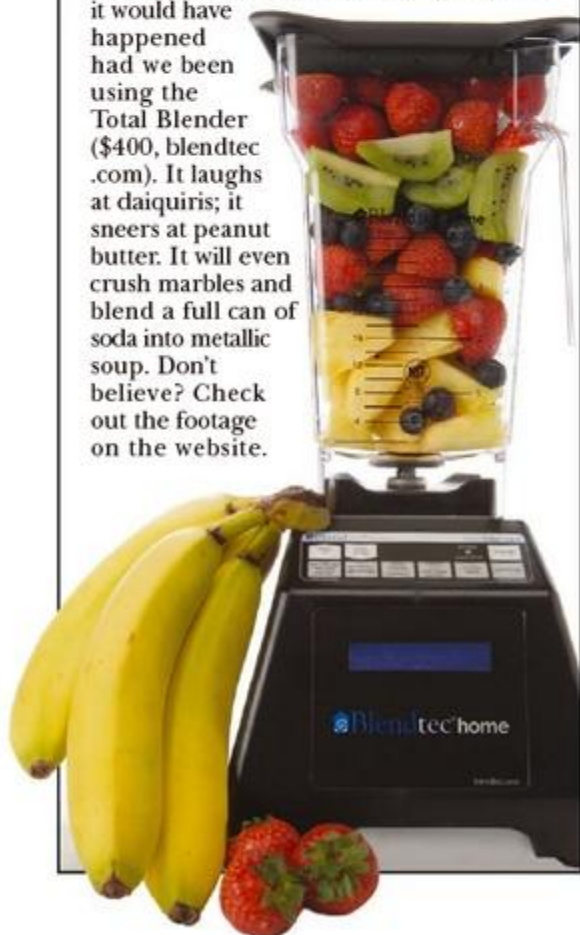 it would have
happened
had we been
using the
Total Blender
($400, blendtec
.com). It laughs
at daiquiris; it
sneers at peanut
butter. It will even
crush marbles and
blend a full can of
soda into metallic
soup. Don't
believe? Check
out the footage
on the website.
Blendtec home